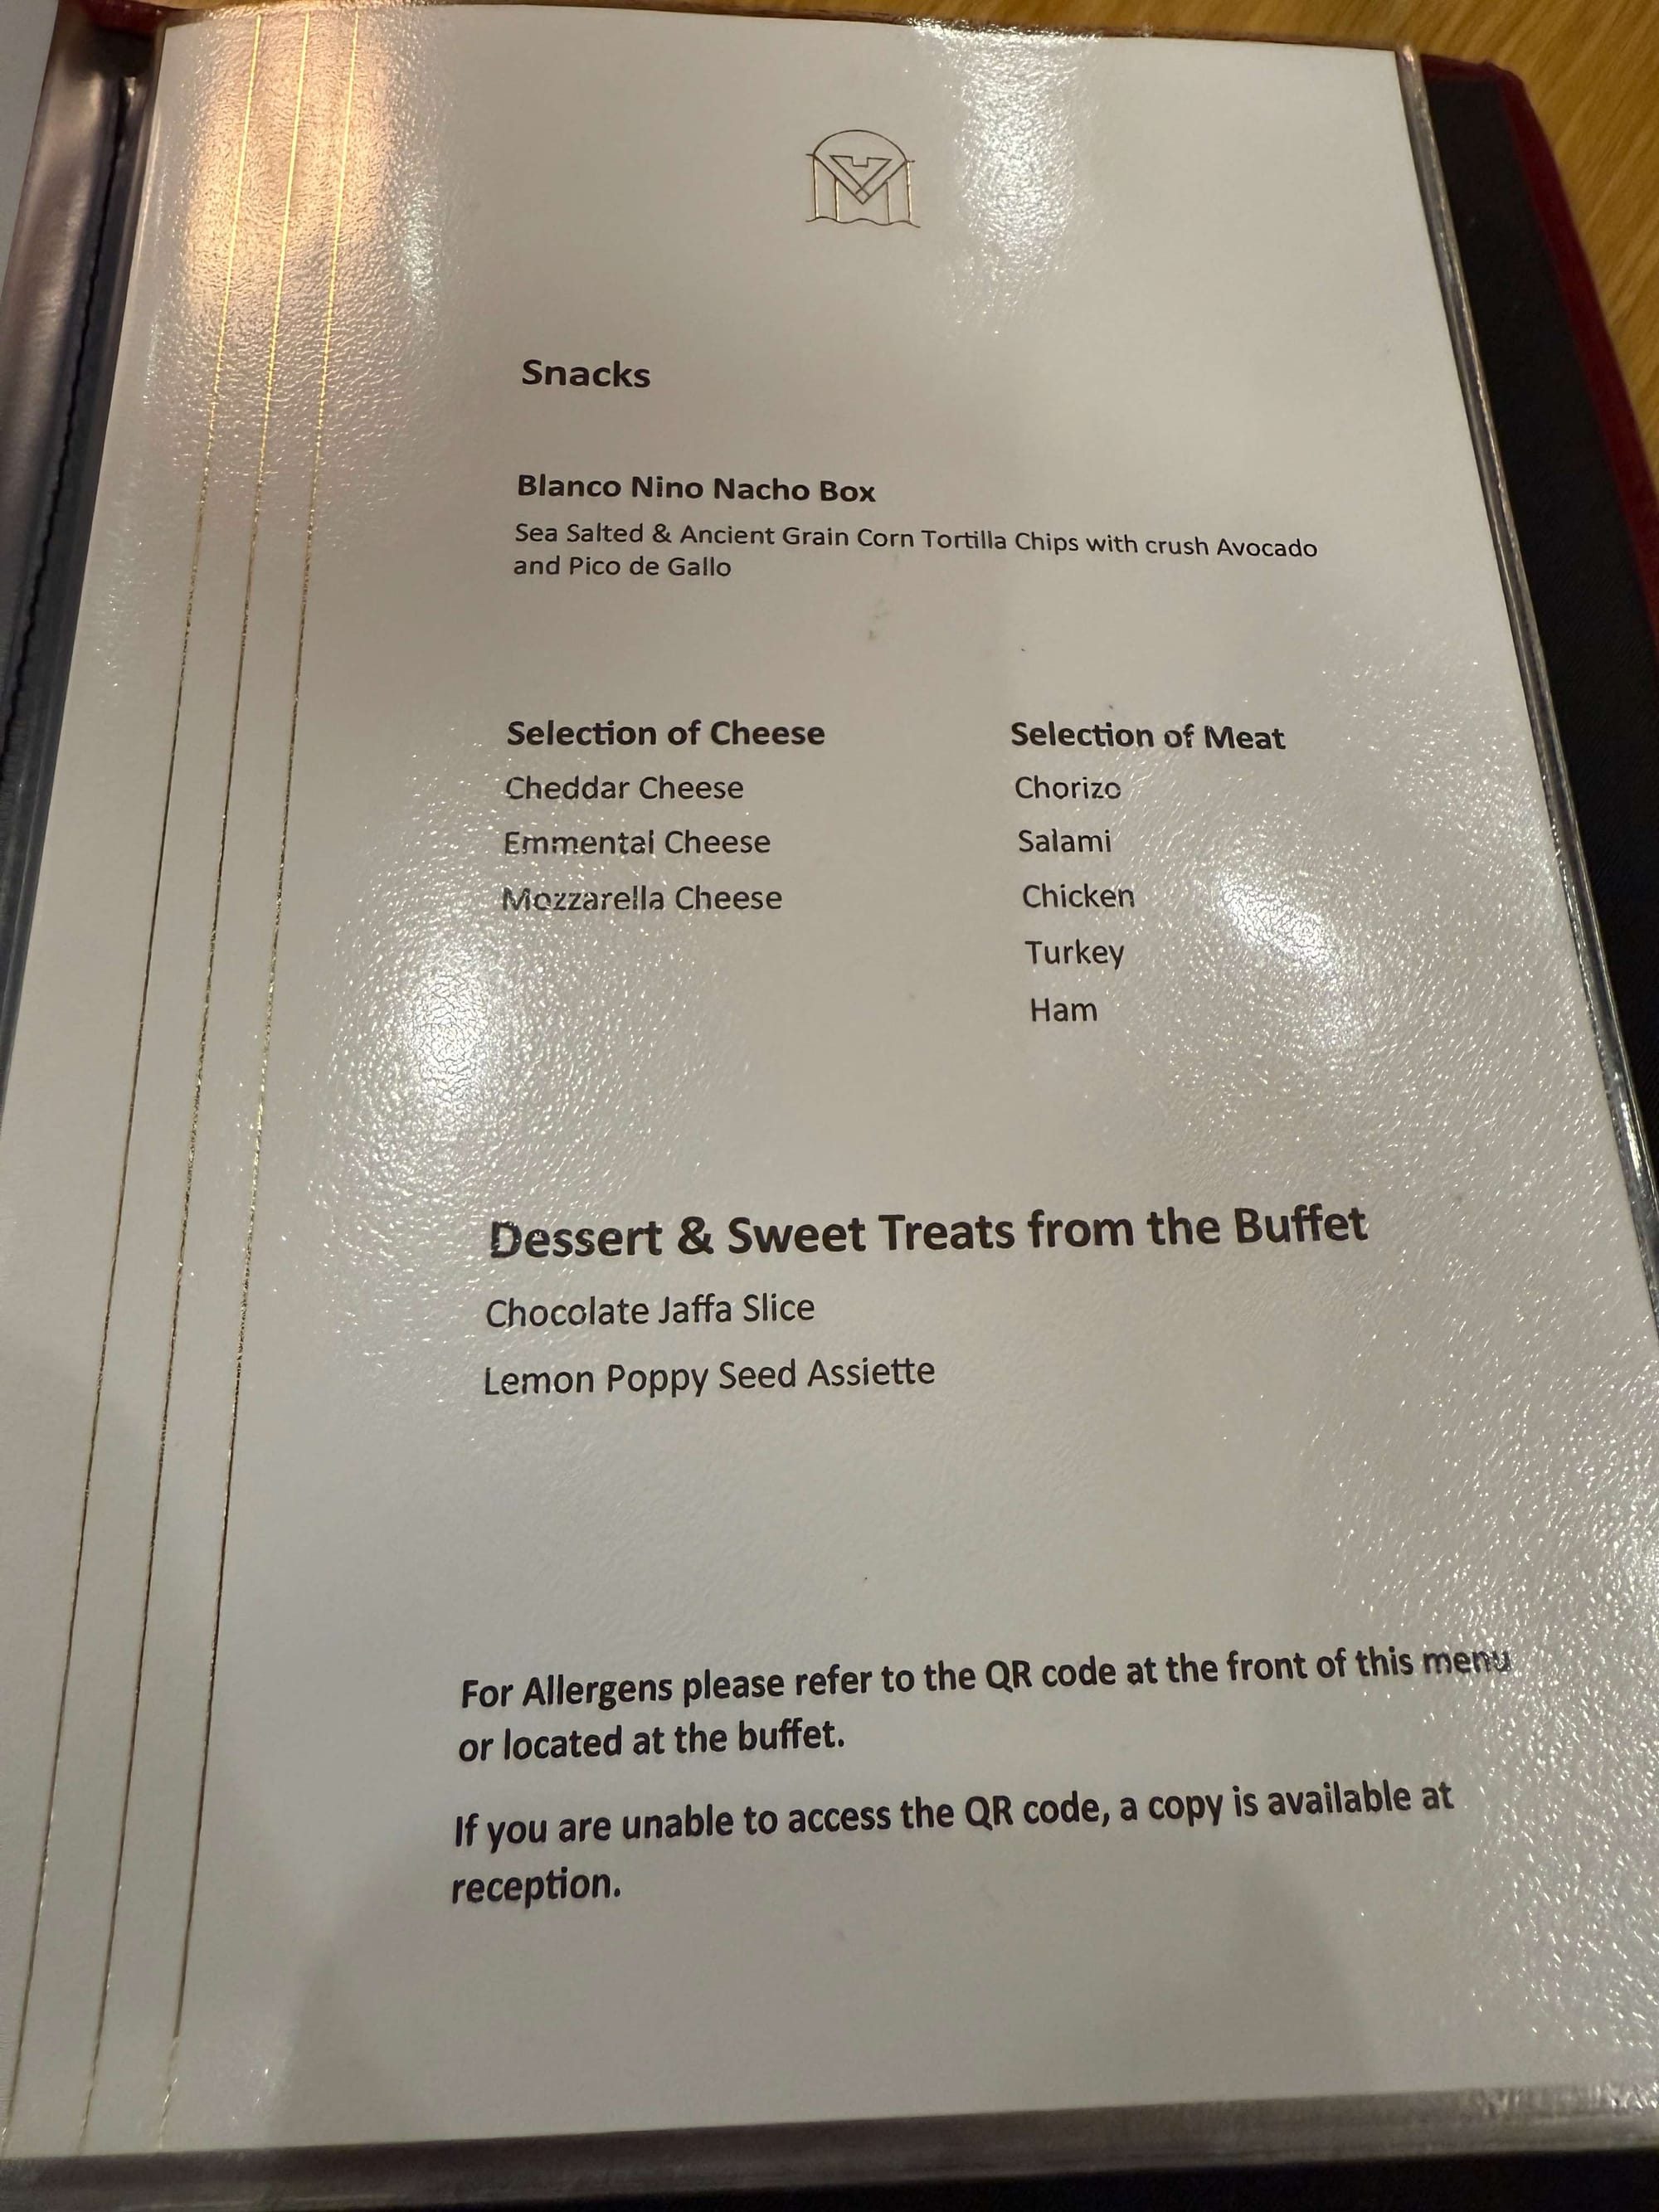 Snacks
Blanco Nino Nacho Box
Sea Salted & Ancient Grain Corn Tortilla Chips with crush Avocado
and Pico de Gallo
Selection of Cheese
Cheddar Cheese
Emmental Cheese
Mozzarella Cheese
Selection of Meat
Chorizo
Salami
Chicken
Turkey
Ham
Dessert & Sweet Treats from the Buffet
Chocolate Jaffa Slice
Lemon Poppy Seed Assiette
For Allergens please refer to the QR code at the front of this menu
or located at the buffet.
If you are unable to access the QR code, a copy is available at
reception.